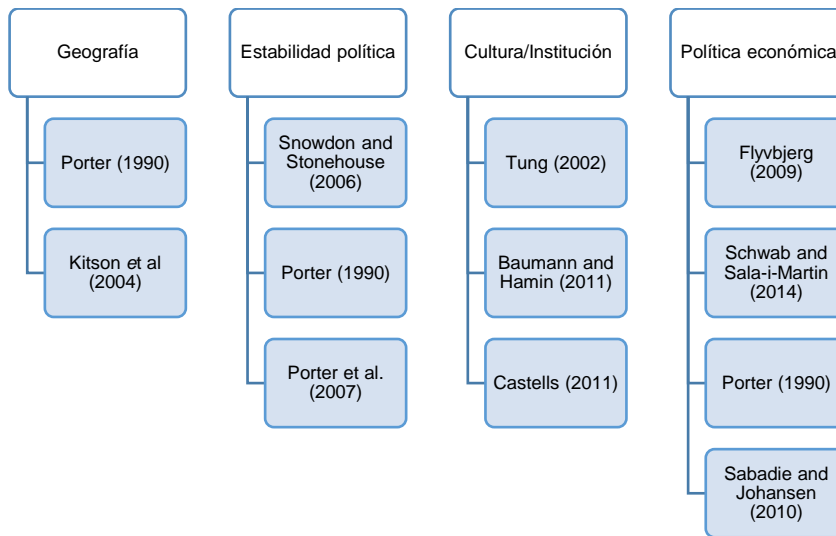 Geografía
Porter (1990)
Kitson et al
(2004)
Estabilidad política
Snowdon and
Stonehouse
(2006)
Porter (1990)
Porter et al.
(2007)
Cultura/Institución
Tung (2002)
Baumann and
Hamin (2011)
Castells (2011)
Política económica
Flyvbjerg
(2009)
Schwab and
Sala-i-Martin
(2014)
Porter (1990)
Sabadie and
Johansen
(2010)